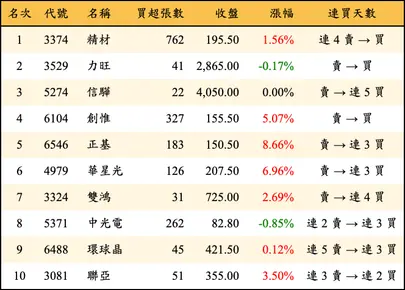 名次 代號 名稱 買超張數 收盤 漲幅 連買天數
1 3374 精材 762 195.50 1.56% 連 4 賣 → 買
2 3529 力旺 41 2,865.00 -0.17% 賣 → 買
3 5274 信驊 22 4,050.00 0.00% 賣 → 連 5 買
4 6104 創惟 327 155.50 5.07% 賣 → 買
5 6546 正基 183 150.50 8.66% 賣 → 連 3 買
6 4979 華星光 126 207.50 6.96% 賣 → 連 3 買
7 3324 雙鴻 31 725.00 2.69% 賣 → 連 4 買
8 5371 中光電 262 82.80 -0.85% 連 2 賣 → 連 3 買
9 6488 環球晶 45 421.50 0.12% 連 5 賣 → 連 3 買
10 3081 聯亞 51 355.00 3.50% 連 3 賣 → 連 2 買